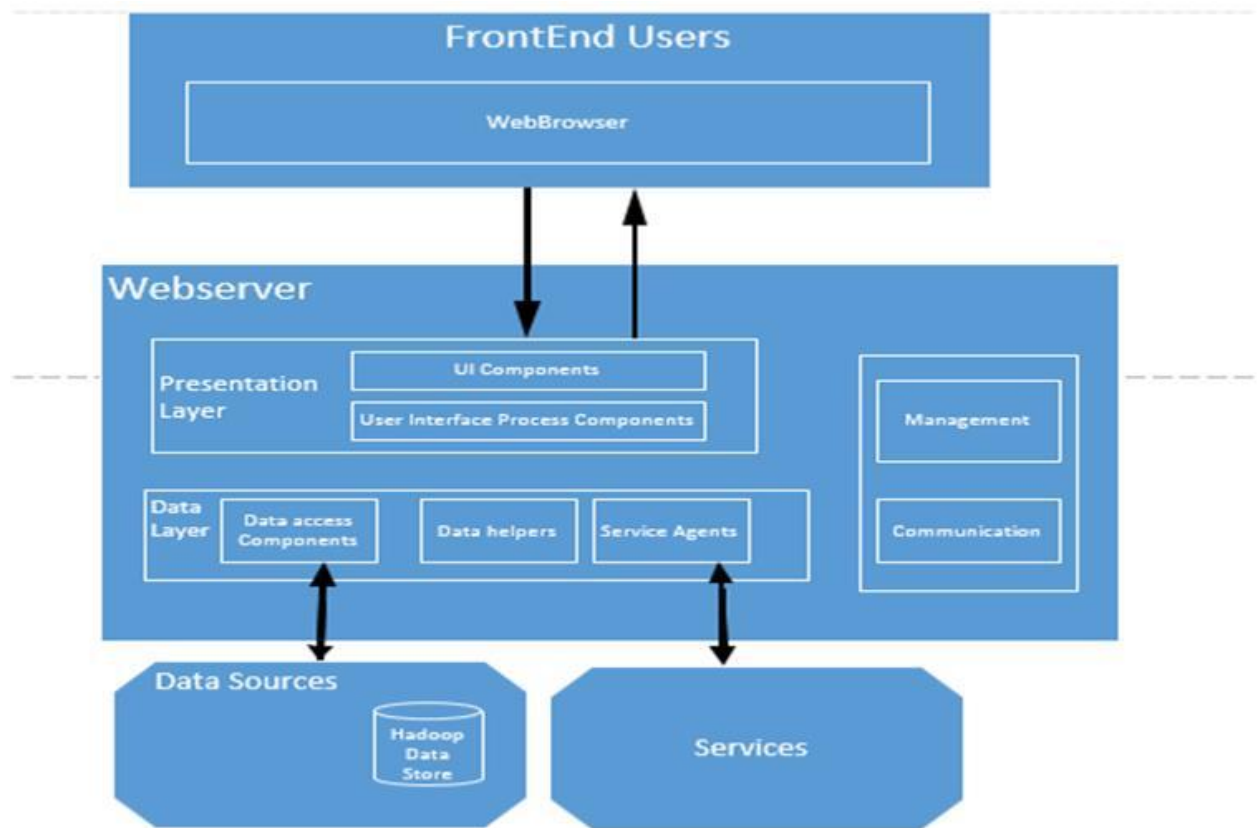 FrontEnd Users
WebBrowser
Webserver
Presentation
Layer
UI Components
User Interface Process Components
Management
Data
Layer
Data access
Components
Data helpers
Service Agents
Communication
Data Sources
Hadoop
Data
Store
Services